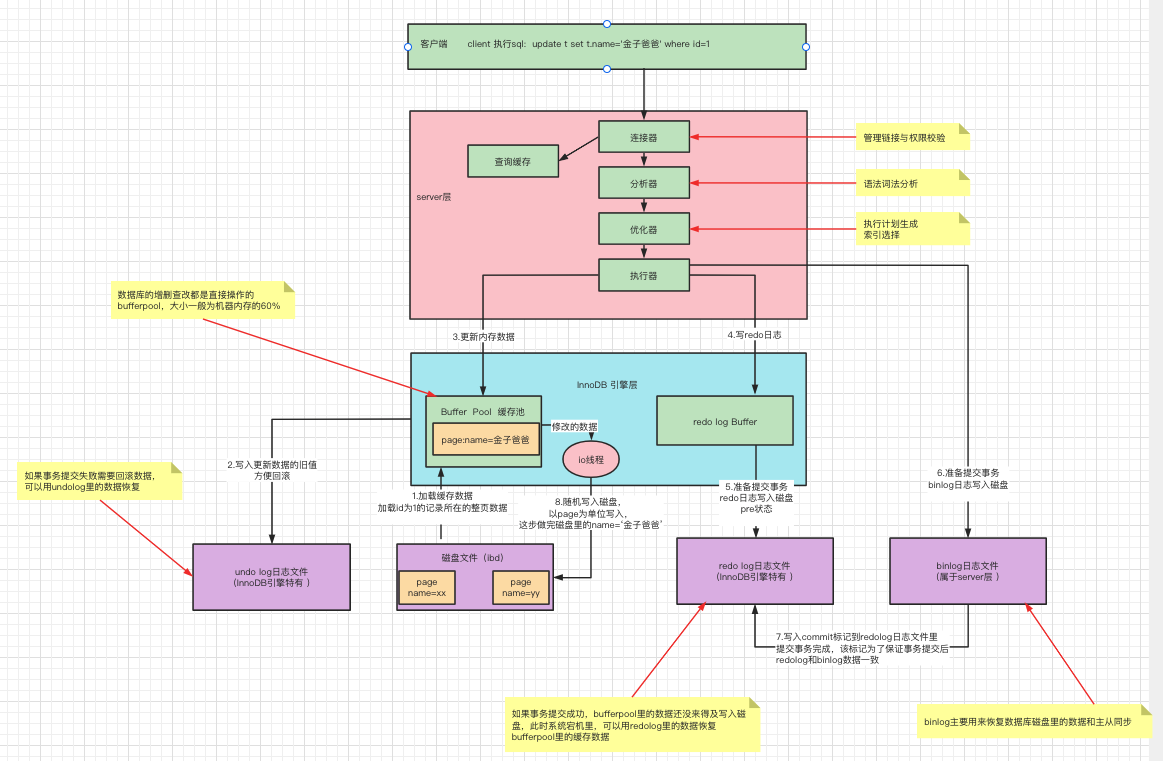 客户端 client 执行sql: update t set t.name='金子爸爸' where id=1
连接器
管理链接与权限校验
查询缓存
分析器
语法词法分析
server层
优化器
执行计划生成
索引选择
执行器
数据库的增删查改都是直接操作的
bufferpool，大小一般为机器内存的60%
3.更新内存数据
4.写redo日志
InnoDB 引擎层
Buffer Pool 缓存池
page:name=金子爸爸
修改的数据
io线程
redo log Buffer
如果事务提交失败需要回滚数据，
可以用undolog里的数据恢复
2.写入更新数据的旧值
方便回滚
1.加载缓存数据
加载id为1的记录所在的整页数据
8.随机写入磁盘，
以page为单位写入，
这步做完磁盘里的name='金子爸爸'
5.准备提交事务
redo日志写入磁盘
pre状态
6.准备提交事务
binlog日志写入磁盘
undo log日志文件
(InnoDB引擎特有 )
磁盘文件（Ibd）
page
name=xx
page
name=yy
redo log日志文件
(InnoDB引擎特有 )
binlog日志文件
(属于server层 )
7.写入commit标记到redolog日志文件里
提交事务完成，该标记为了保证事务提交后
redolog和binlog数据一致
如果事务提交成功，bufferpool里的数据还没来得及写入磁
盘，此时系统宕机里，可以用redolog里的数据恢复
bufferpool里的缓存数据
binlog主要用来恢复数据库磁盘里的数据和主从同步